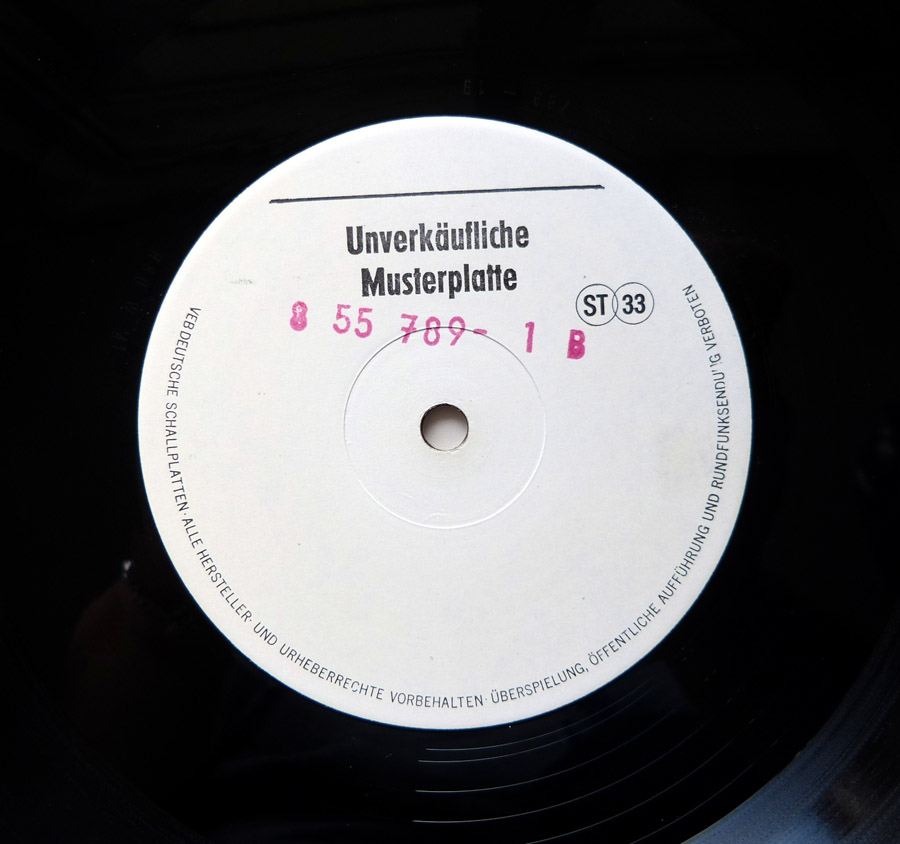 Unverkäufliche
Musterplatte
ST 33
8 55 789- 1 B
VEB DEUTSCHE SCHALLPLATTEN · ALLE HERSTELLER- UND URHEBERRECHTE VORBEHALTEN · ÜBERSPIELUNG, ÖFFENTLICHE AUFFÜHRUNG UND RUNDFUNKSENDUNG VERBOTEN